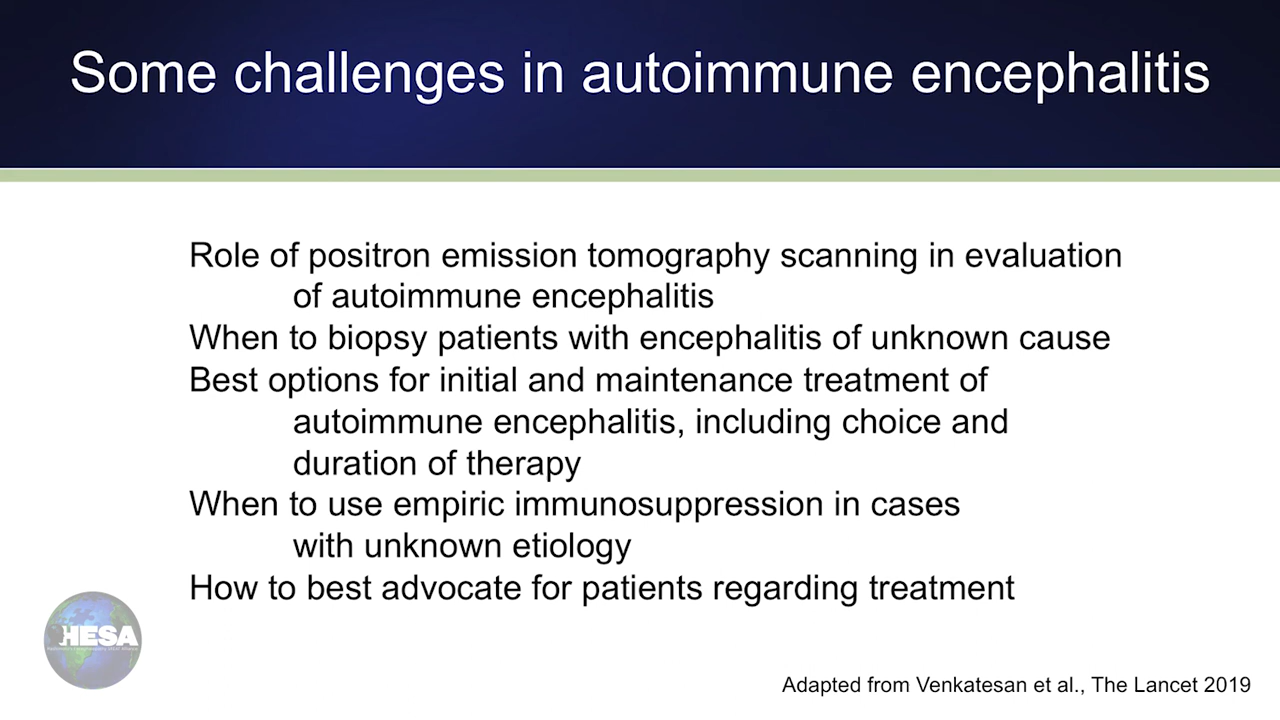 Some challenges in autoimmune encephalitis
Role of positron emission tomography scanning in evaluation
of autoimmune encephalitis
When to biopsy patients with encephalitis of unknown cause
Best options for initial and maintenance treatment of
autoimmune encephalitis, including choice and
duration of therapy
When to use empiric immunosuppression in cases
with unknown etiology
How to best advocate for patients regarding treatment
HESA
Adapted from Venkatesan et al., The Lancet 2019